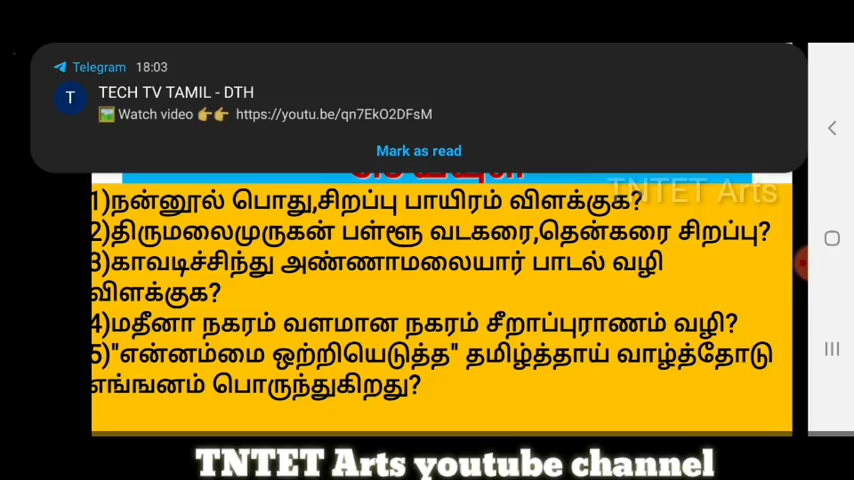 Telegram 18:03
TECH TV TAMIL - DTH
Watch video 👉👉 https://youtu.be/qn7EkO2DFsM
Mark as read
TNTET Arts
1)நன்னூல் பொது,சிறப்பு பாயிரம் விளக்குக?
2)திருமலைமுருகன் பள்ளூ வடகரை,தென்கரை சிறப்பு?
3)காவடிச்சிந்து அண்ணாமலையார் பாடல் வழி
விளக்குக?
4)மதீனா நகரம் வளமான நகரம் சீறாப்புராணம் வழி?
5)"என்னம்மை ஒற்றியெடுத்த" தமிழ்த்தாய் வாழ்த்தோடு
எங்ஙனம் பொருந்துகிறது?
TNTET Arts youtube channel